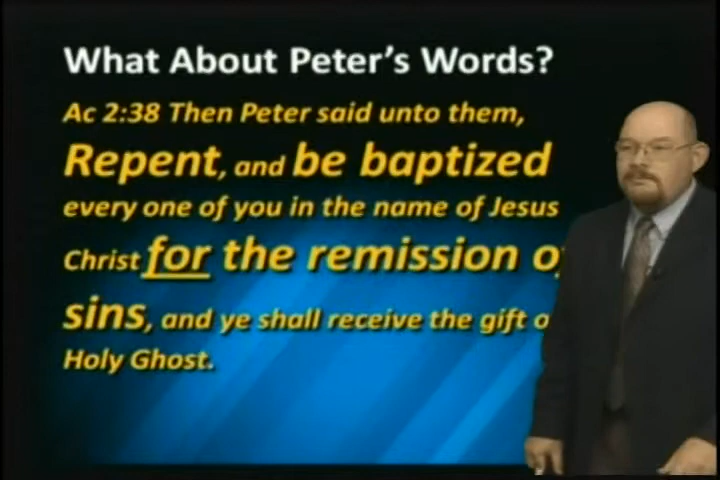 What About Peter's Words?
Ac 2:38 Then Peter said unto them,
Repent, and be baptized
every one of you in the name of Jesus
Christ for the remission
sins, and ye shall receive the gift
Holy Ghost.